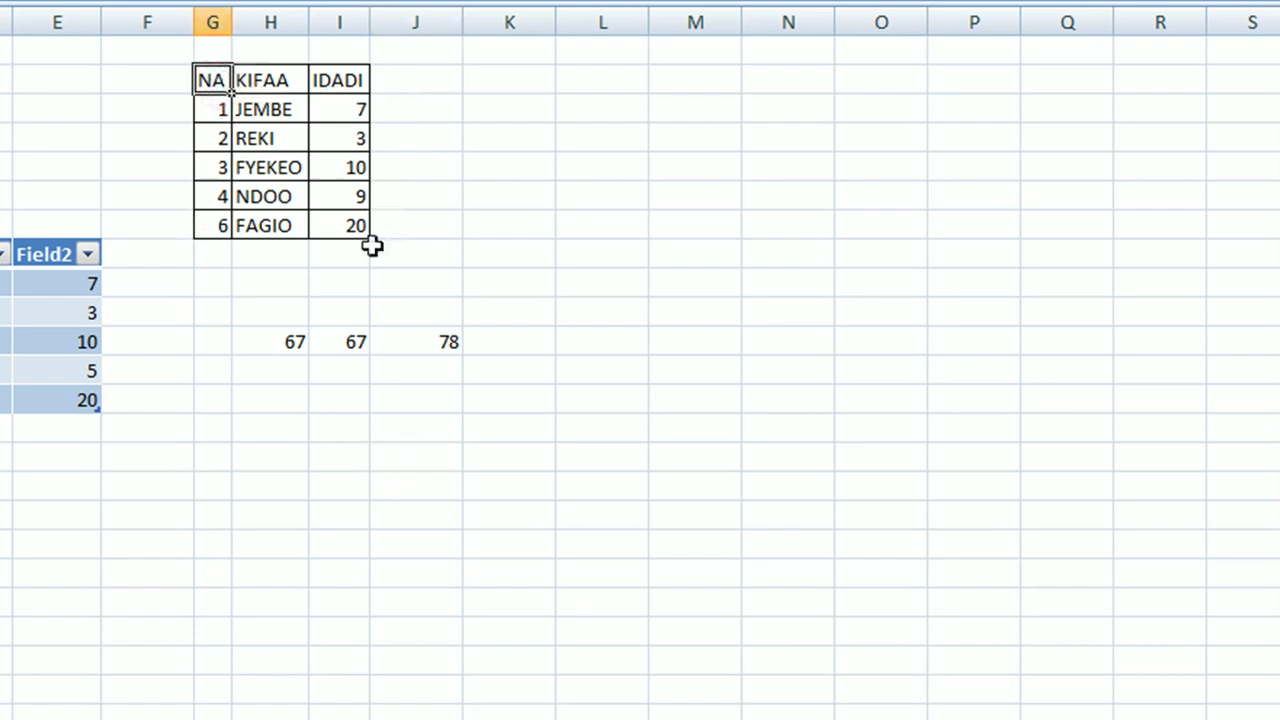 E F G H I J K L M N O P Q R S
NA KIFAA IDADI
1 JEMBE 7
2 REKI 3
3 FYEKEO 10
4 NDOO 9
6 FAGIO 20
Field2
7
3
10 67 67 78
5
20